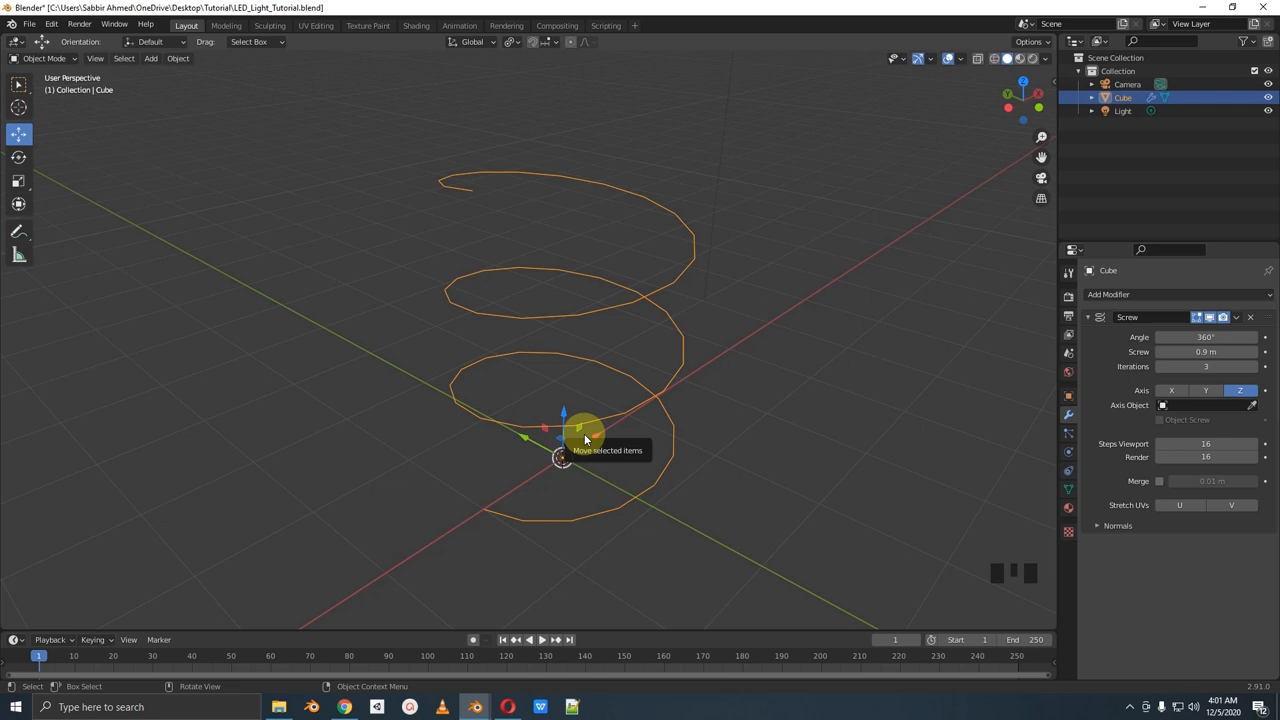 Blender* [C:\Users\Sabbir Ahmed\OneDrive\Desktop\Tutorial\LED_Light_Tutorial.blend]
File Edit Render Window Help Layout Modeling Sculpting UV Editing Texture Paint Shading Animation Rendering Compositing Scripting + Scene View Layer
Orientation: Default Drag: Select Box Global Options
Object Mode View Select Add Object
User Perspective
(1) Collection | Cube
Scene Collection
Collection
Camera
Cube
Light
Z
Y
X
Cube
Add Modifier
Screw
Angle 360°
Screw 0.9 m
Iterations 3
Axis X Y Z
Axis Object
Object Screw
Steps Viewport 16
Render 16
Merge 0.01 m
Stretch UVs U V
Normals
Move selected items
Playback Keying View Marker 1 Start 1 End 250
1 10 20 30 40 50 60 70 80 90 100 110 120 130 140 150 160 170 180 190 200 210 220 230 240 250
Select Box Select Rotate View Object Context Menu 2.91.0
Type here to search
4:01 AM
12/5/2020
12